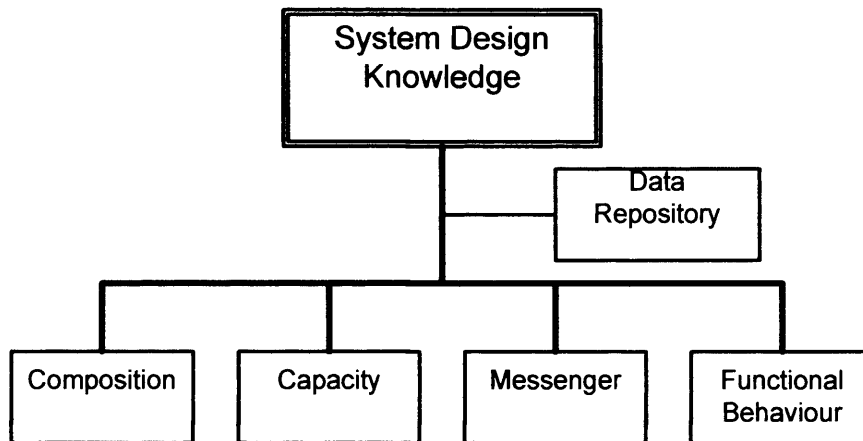 System Design
Knowledge
Data
Repository
Composition
Capacity
Messenger
Functional
Behaviour